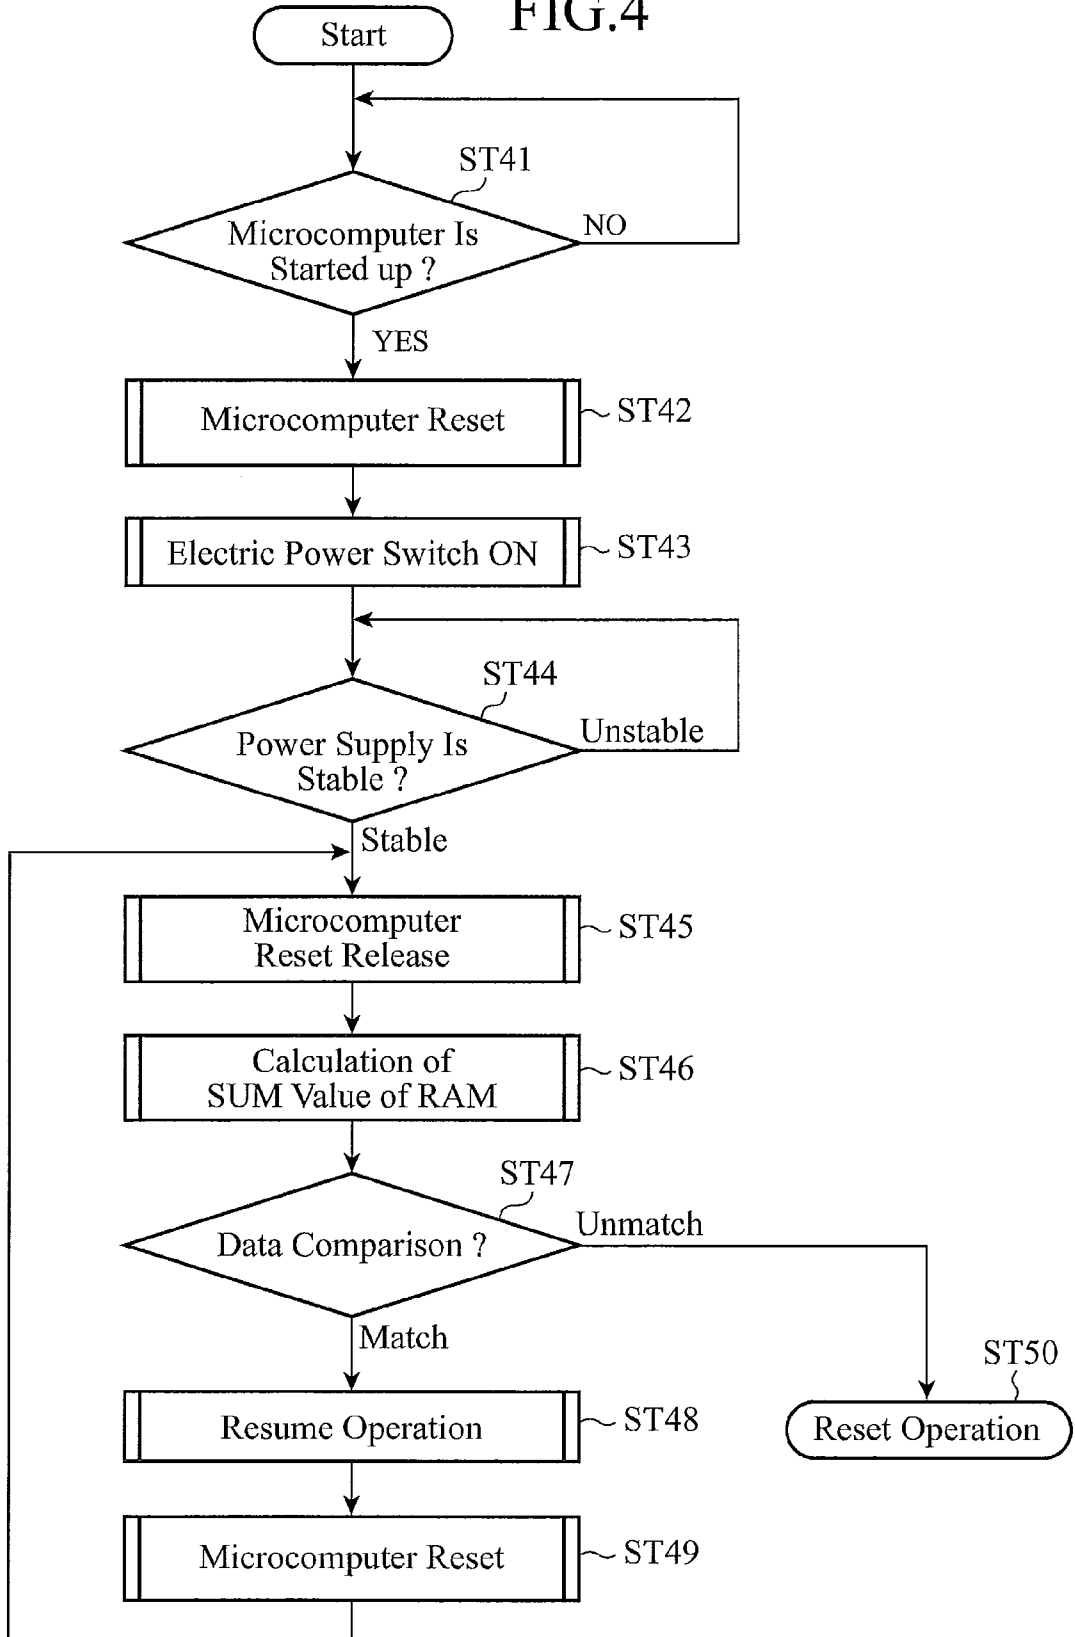 FIG.4
Start
ST41
Microcomputer Is
Started up ?
NO
YES
Microcomputer Reset
ST42
Electric Power Switch ON
ST43
ST44
Power Supply Is
Stable ?
Unstable
Stable
Microcomputer
Reset Release
ST45
Calculation of
SUM Value of RAM
ST46
ST47
Data Comparison ?
Unmatch
Match
ST50
Reset Operation
Resume Operation
ST48
Microcomputer Reset
ST49